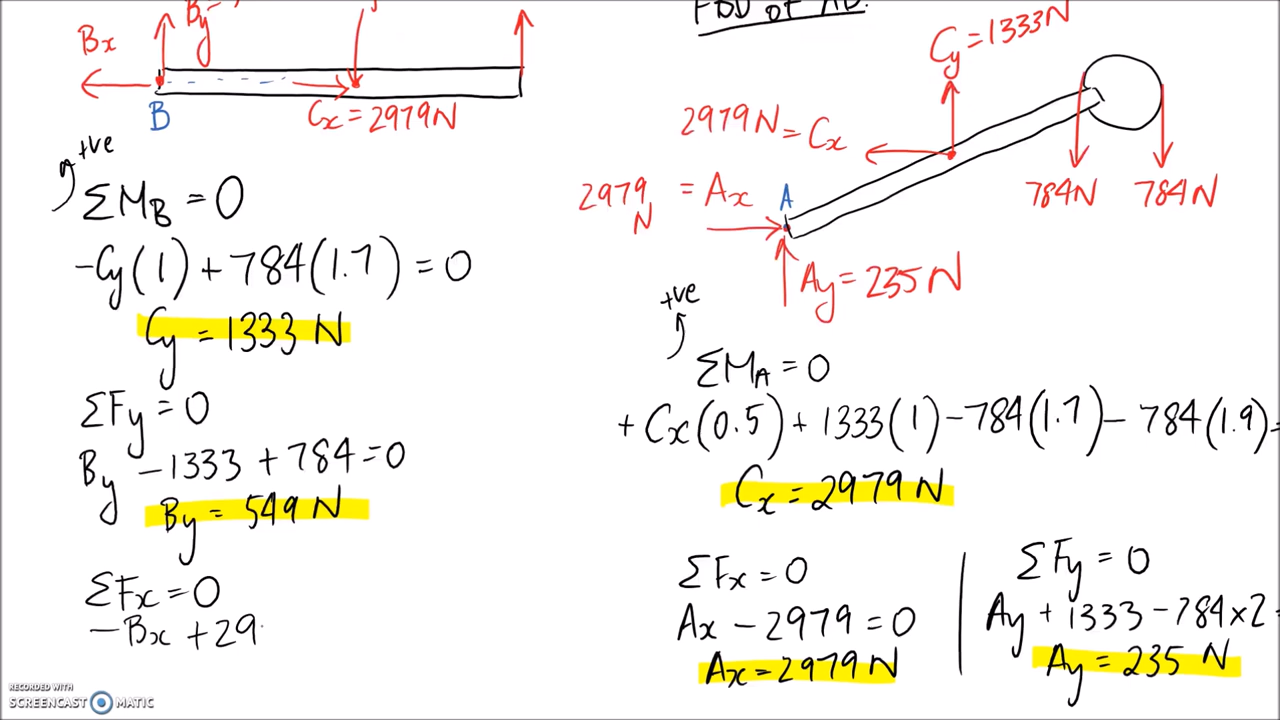 Bx
By =
B
Cx = 2979N
+ve
ΣMB = 0
-Cy(1) + 784(1.7) = 0
Cy = 1333 N
ΣFy = 0
By - 1333 + 784 = 0
By = 549 N
ΣFx = 0
-Bx + 29
FBD of AD:
Cy = 1333N
2979N = Cx
2979 N = Ax
A
784N 784N
Ay = 235 N
+ve
ΣMA = 0
+ Cx(0.5) + 1333(1) - 784(1.7) - 784(1.9) =
Cx = 2979 N
ΣFx = 0
Ax - 2979 = 0
Ax = 2979 N
ΣFy = 0
Ay + 1333 - 784×2 =
Ay = 235 N
RECORDED WITH
SCREENCAST MATIC